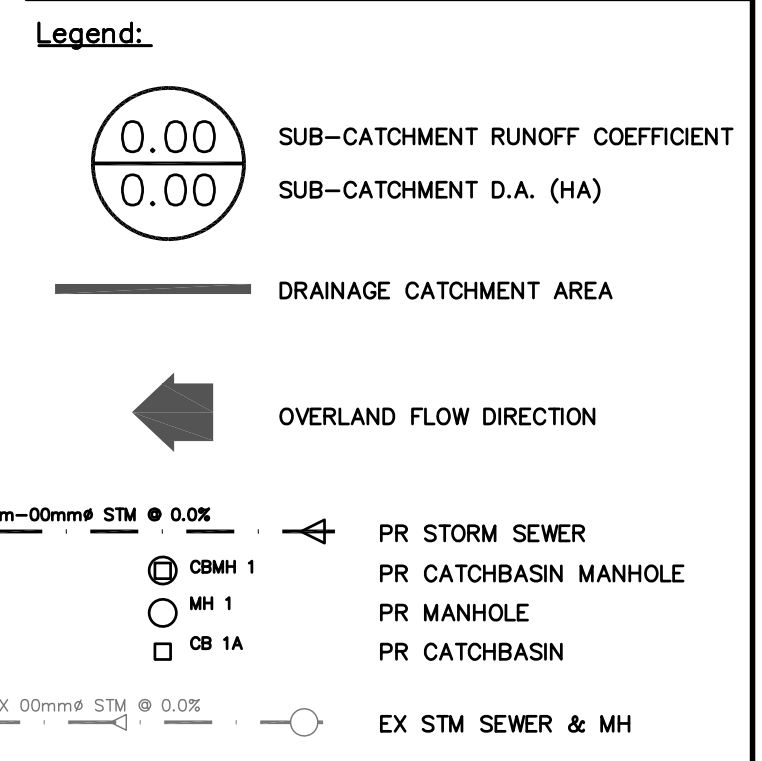 Legend:
0.00 SUB-CATCHMENT RUNOFF COEFFICIENT
0.00 SUB-CATCHMENT D.A. (HA)
DRAINAGE CATCHMENT AREA
OVERLAND FLOW DIRECTION
m-00mmø STM @ 0.0%
PR STORM SEWER
CBMH 1 PR CATCHBASIN MANHOLE
MH 1 PR MANHOLE
CB 1A PR CATCHBASIN
X 00mmø STM @ 0.0%
EX STM SEWER & MH